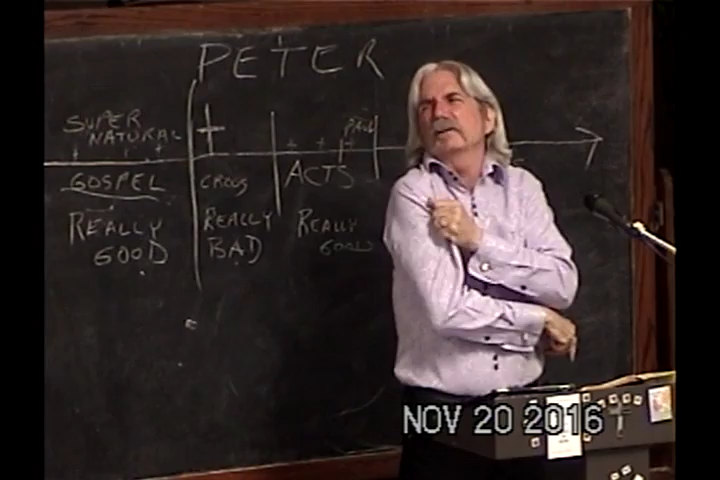 PETER
SUPER
NATURAL
GOSPEL
CROSS
ACTS
REALLY
GOOD
REALLY
BAD
REALLY
GOOD
NOV 20 2016